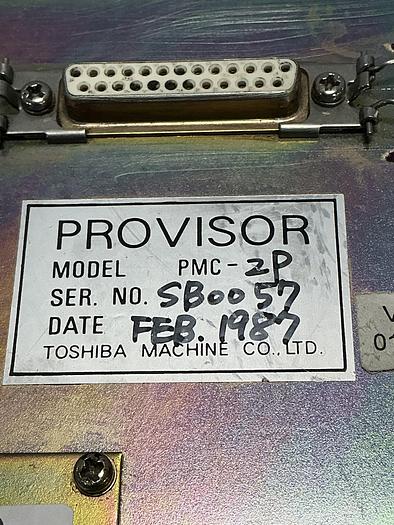 PROVISOR
MODEL PMC-2P
SER. NO. SB0057
DATE FEB. 1987
TOSHIBA MACHINE CO., LTD.